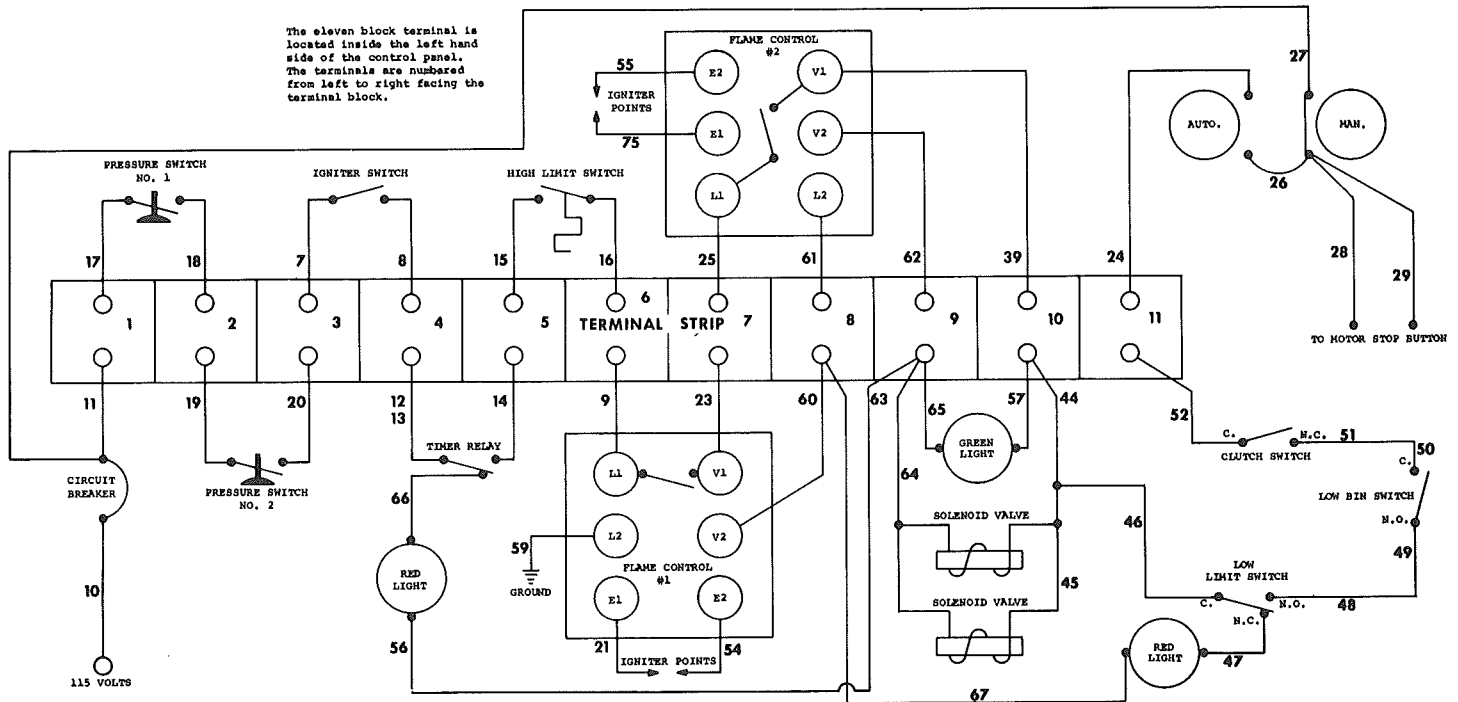 The eleven block terminal is
located inside the left hand
side of the control panel.
The terminals are numbered
from left to right facing the
terminal block.
FLAME CONTROL
#2
E2
V1
E1
V2
L1
L2
55
IGNITER
POINTS
75
27
AUTO.
MAN.
26
28
29
TO MOTOR STOP BUTTON
PRESSURE SWITCH
NO. 1
IGNITER SWITCH
HIGH LIMIT SWITCH
17
18
7
8
15
16
25
61
62
39
24
1
2
3
4
5
6
7
8
9
10
11
TERMINAL STRIP
11
19
20
12
13
14
9
23
60
63
65
57
44
52
CIRCUIT
BREAKER
PRESSURE SWITCH
NO. 2
TIMER RELAY
66
RED
LIGHT
56
10
115 VOLTS
L1
V1
L2
V2
FLAME CONTROL
#1
E1
E2
59
GROUND
21
IGNITER POINTS
54
GREEN
LIGHT
64
SOLENOID VALVE
45
SOLENOID VALVE
46
C.
N.C.
51
CLUTCH SWITCH
50
C.
LOW BIN SWITCH
N.O.
49
LOW
LIMIT SWITCH
C.
N.O.
48
N.C.
47
RED
LIGHT
67